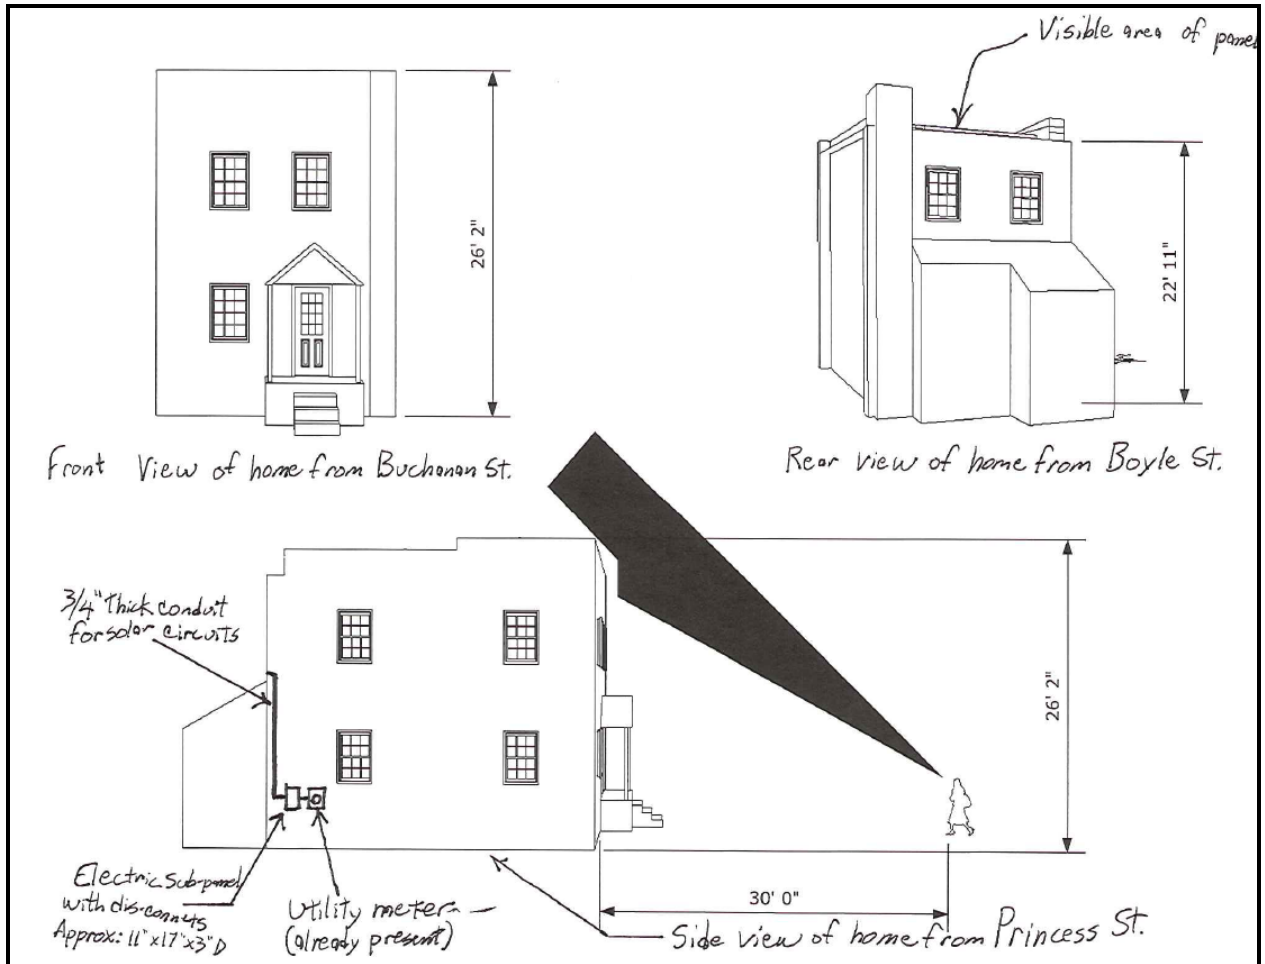 Visible area of panel
26' 2"
22' 11"
Front View of home from Buchanan St.
Rear view of home from Boyle St.
3/4" Thick conduit
for solar circuits
26' 2"
Electric sub-panel
with dis-connets
Approx: 11" x 17" x 3" D
Utility meter
(already present)
30' 0"
Side view of home from Princess St.